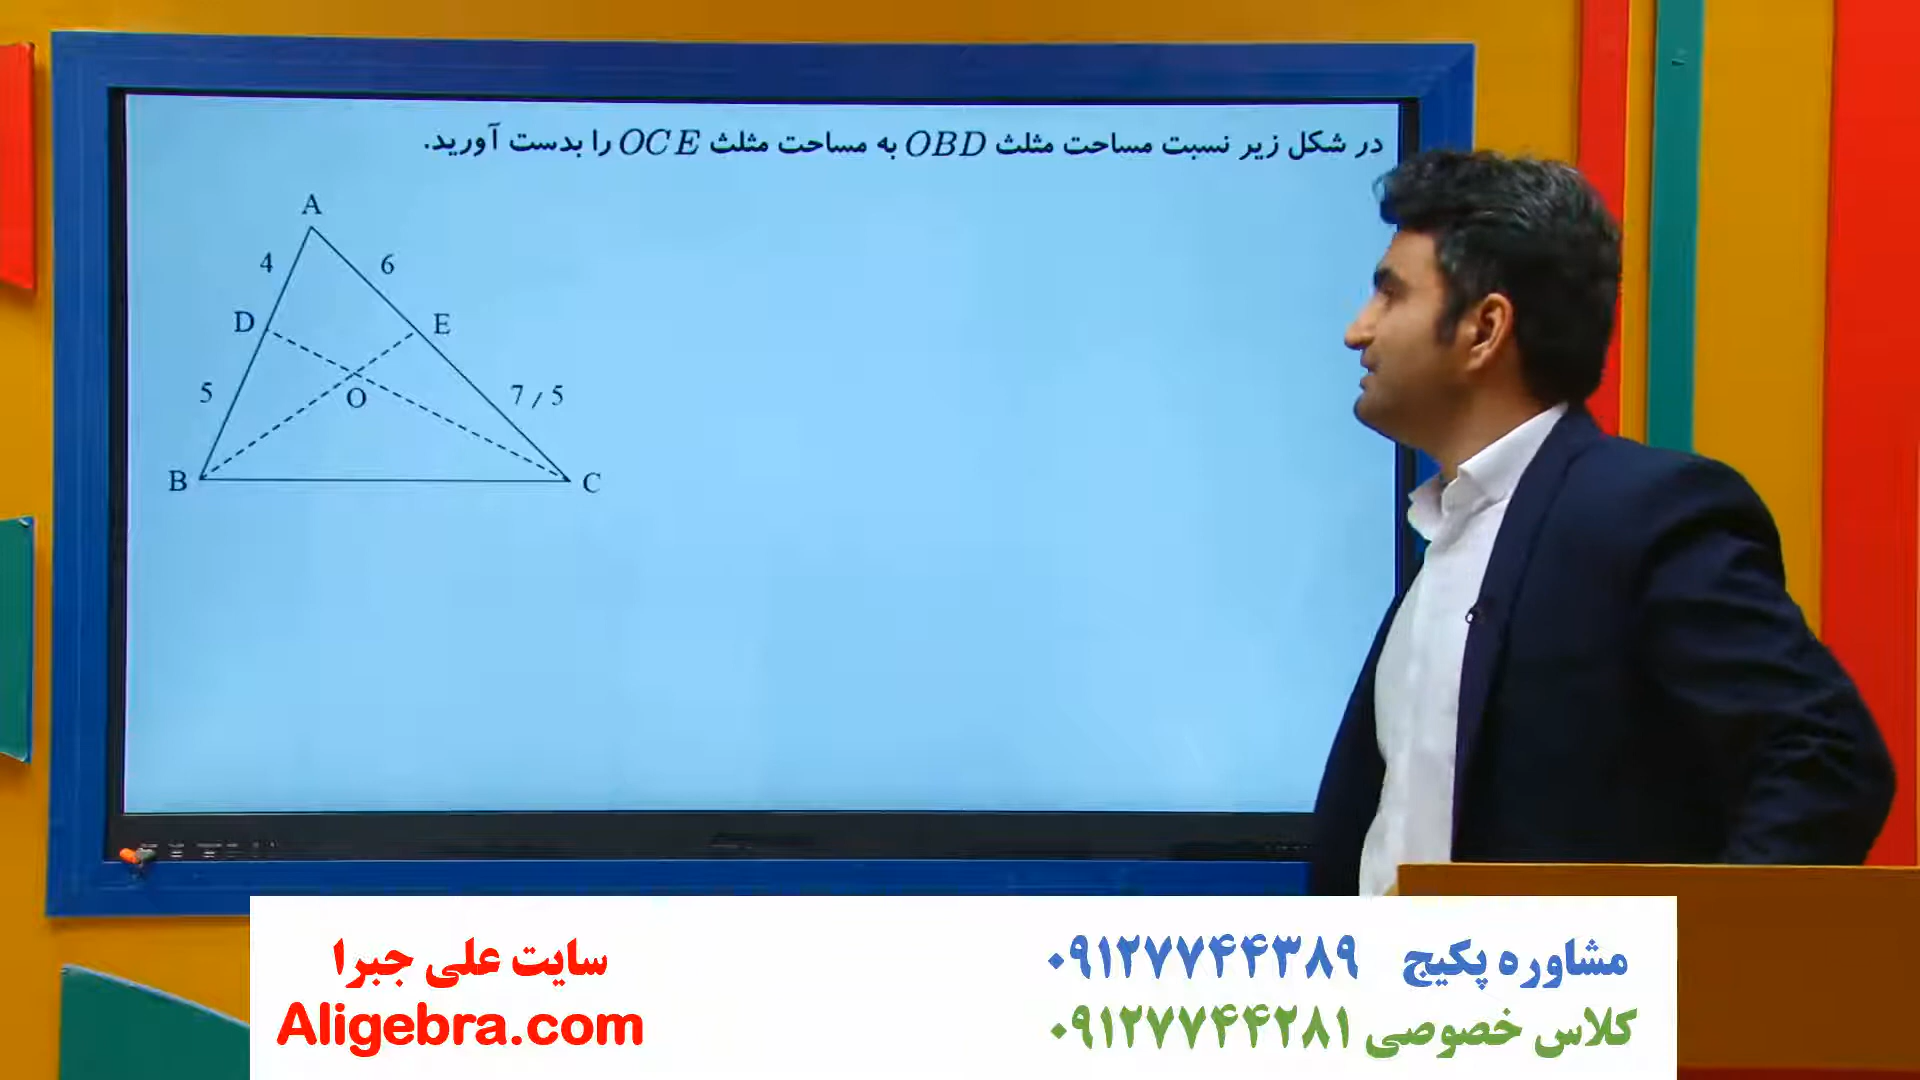 در شکل زیر نسبت مساحت مثلث OBD به مساحت مثلث OCE را بدست آورید.
A
4
6
D
E
5
O
7/5
B
C
سایت علی جبرا
Aligebra.com
مشاوره پکیج ۰۹۱۲۷۷۴۴۳۸۹
کلاس خصوصی ۰۹۱۲۷۷۴۴۲۸۱